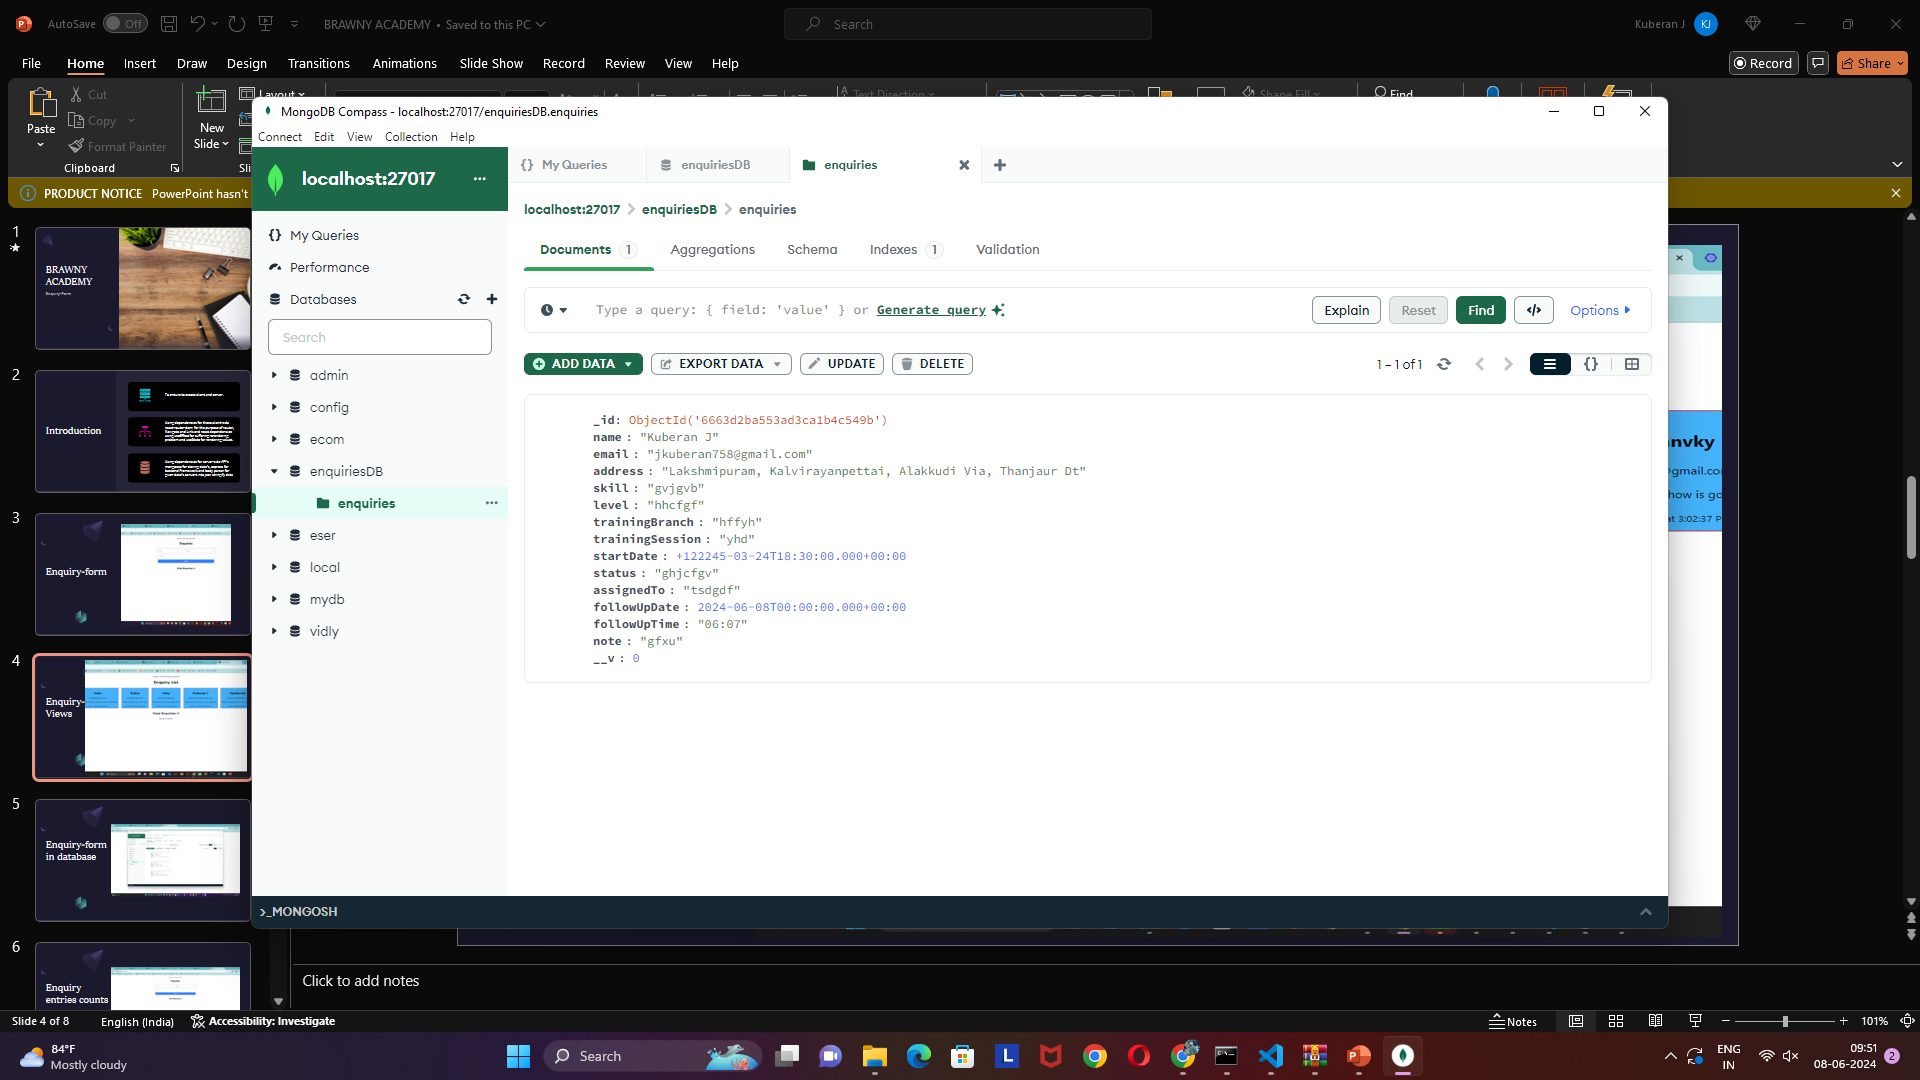 AutoSave Off BRAWNY ACADEMY • Saved to this PC Search Kuberan J KJ
File Home Insert Draw Design Transitions Animations Slide Show Record Review View Help Record Share
Paste Cut Copy Format Painter Clipboard
New Slide Layout
Text Direction Shape Fill Find
PRODUCT NOTICE PowerPoint hasn't
1
BRAWNY ACADEMY
Enquiry-Form
2
Introduction
3
Enquiry-form
4
Enquiry-
Views
5
Enquiry-form
in database
6
Enquiry
entries counts
MongoDB Compass - localhost:27017/enquiriesDB.enquiries
Connect Edit View Collection Help
localhost:27017
My Queries
Performance
Databases
Search
admin
config
ecom
enquiriesDB
enquiries
eser
local
mydb
vidly
My Queries enquiriesDB enquiries
localhost:27017 > enquiriesDB > enquiries
Documents 1 Aggregations Schema Indexes 1 Validation
Type a query: { field: 'value' } or Generate query Explain Reset Find </> Options
ADD DATA EXPORT DATA UPDATE DELETE 1 – 1 of 1 {}
_id: ObjectId('6663d2ba553ad3ca1b4c549b')
name : "Kuberan J"
email : "jkuberan758@gmail.com"
address : "Lakshmipuram, Kalvirayanpettai, Alakkudi Via, Thanjaur Dt"
skill : "gvjgvb"
level : "hhcfgf"
trainingBranch : "hffyh"
trainingSession : "yhd"
startDate : +122245-03-24T18:30:00.000+00:00
status : "ghjcfgv"
assignedTo : "tsdgdf"
followUpDate : 2024-06-08T00:00:00.000+00:00
followUpTime : "06:07"
note : "gfxu"
__v : 0
>_MONGOSH
anvky
@gmail.co
how is go
at 3:02:37 P
Click to add notes
Slide 4 of 8 English (India) Accessibility: Investigate Notes 101%
84°F
Mostly cloudy
Search
ENG
IN
09:51
08-06-2024
2